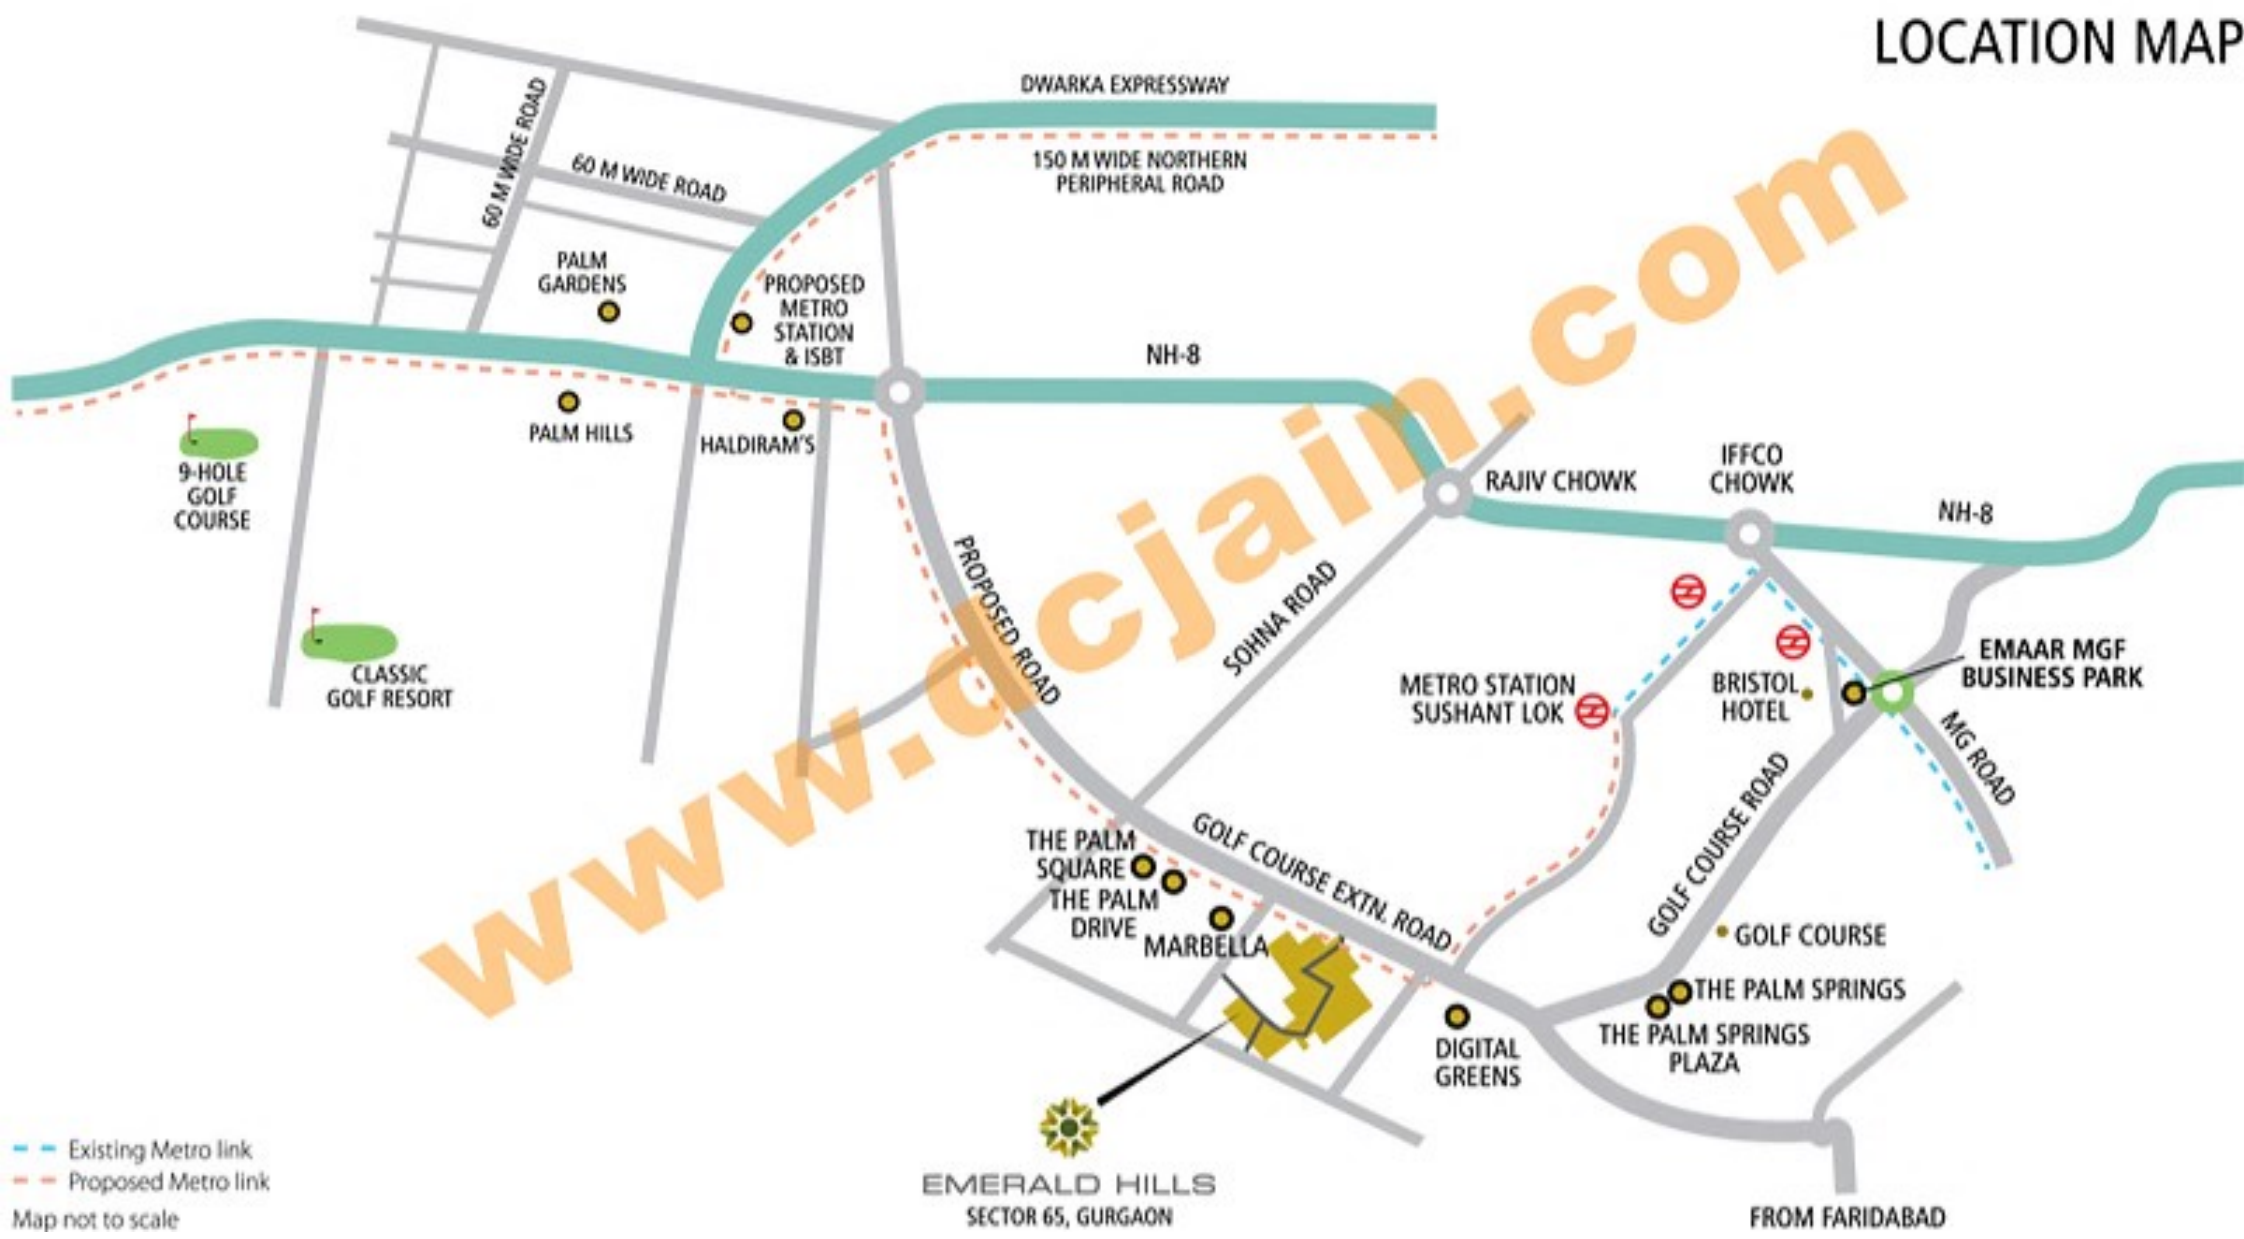 LOCATION MAP
DWARKA EXPRESSWAY
150 M WIDE NORTHERN
PERIPHERAL ROAD
60 M WIDE ROAD
60 M WIDE ROAD
PALM
GARDENS
PROPOSED
METRO
STATION
& ISBT
NH-8
PALM HILLS
HALDIRAM'S
9-HOLE
GOLF
COURSE
CLASSIC
GOLF RESORT
RAJIV CHOWK
IFFCO
CHOWK
NH-8
PROPOSED ROAD
SOHNA ROAD
METRO STATION
SUSHANT LOK
BRISTOL
HOTEL
EMAAR MGF
BUSINESS PARK
MG ROAD
GOLF COURSE ROAD
www.dcjain.com
THE PALM
SQUARE
THE PALM
DRIVE
MARBELLA
GOLF COURSE EXTN. ROAD
GOLF COURSE
THE PALM SPRINGS
THE PALM SPRINGS
PLAZA
DIGITAL
GREENS
EMERALD HILLS
SECTOR 65, GURGAON
FROM FARIDABAD
Existing Metro link
Proposed Metro link
Map not to scale